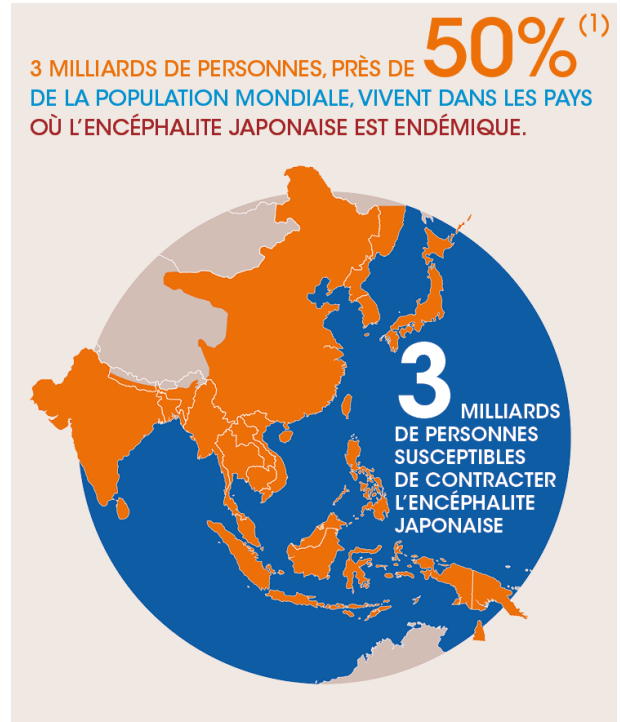 3 MILLIARDS DE PERSONNES, PRÈS DE 50% (1)
DE LA POPULATION MONDIALE, VIVENT DANS LES PAYS
OÙ L'ENCÉPHALITE JAPONAISE EST ENDÉMIQUE.
3 MILLIARDS
DE PERSONNES
SUSCEPTIBLES
DE CONTRACTER
L'ENCÉPHALITE
JAPONAISE